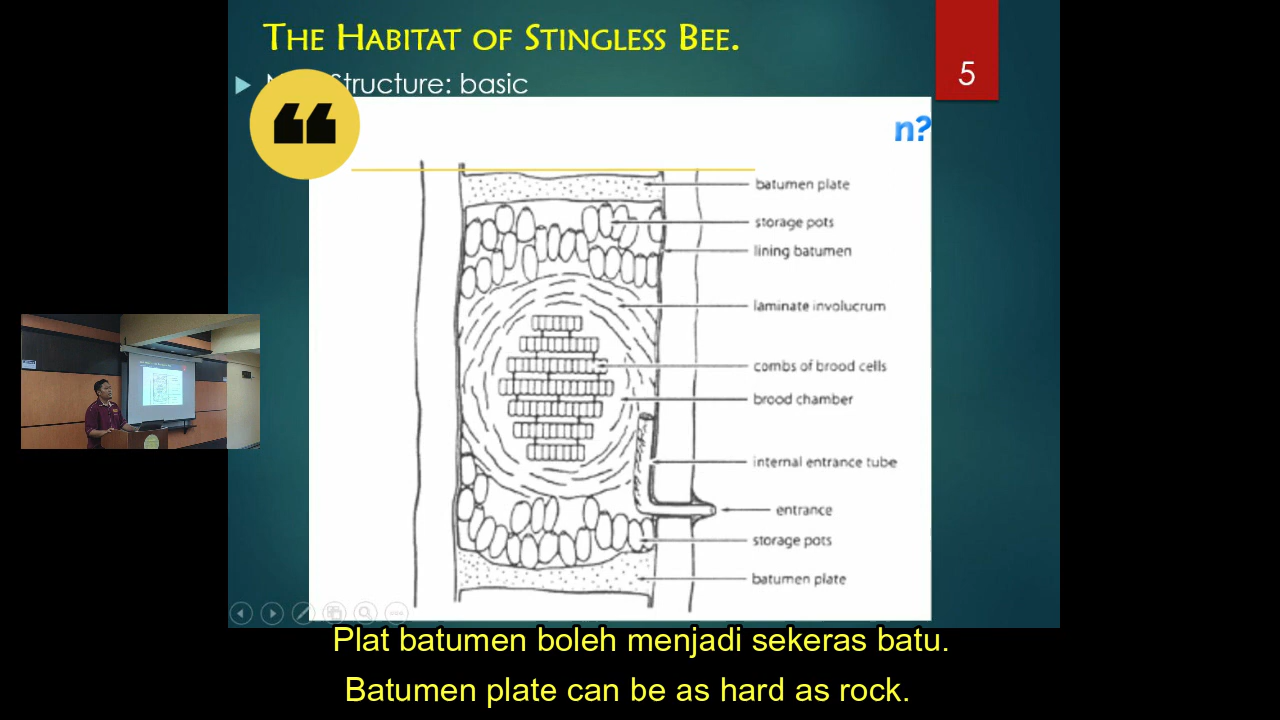 THE HABITAT OF STINGLESS BEE.
5
Structure: basic
n?
batumen plate
storage pots
lining batumen
laminate involucrum
combs of brood cells
brood chamber
internal entrance tube
entrance
storage pots
batumen plate
Plat batumen boleh menjadi sekeras batu.
Batumen plate can be as hard as rock.